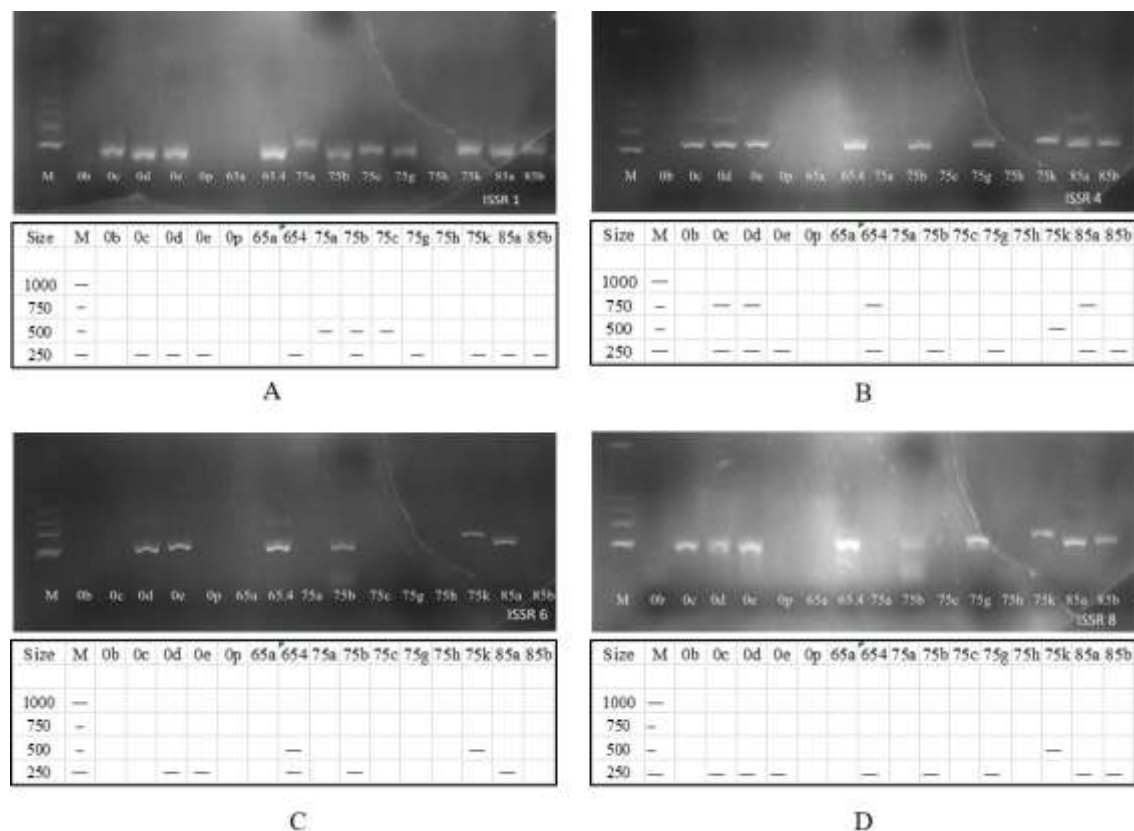 M 0b 0c 0d 0e 0p 65a 65.4 75a 75b 75c 75g 75h 75k 85a 85b
ISSR 1
Size M 0b 0c 0d 0e 0p 65a 654 75a 75b 75c 75g 75h 75k 85a 85b
1000
750
500
250
A
M 0b 0c 0d 0e 0p 65a 65.4 75a 75b 75c 75g 75h 75k 85a 85b
ISSR 4
Size M 0b 0c 0d 0e 0p 65a 654 75a 75b 75c 75g 75h 75k 85a 85b
1000
750
500
250
B
M 0b 0c 0d 0e 0p 65a 65.4 75a 75b 75c 75g 75h 75k 85a 85b
ISSR 6
Size M 0b 0c 0d 0e 0p 65a 654 75a 75b 75c 75g 75h 75k 85a 85b
1000
750
500
250
C
M 0b 0c 0d 0e 0p 65a 65.4 75a 75b 75c 75g 75h 75k 85a 85b
ISSR 8
Size M 0b 0c 0d 0e 0p 65a 654 75a 75b 75c 75g 75h 75k 85a 85b
1000
750
500
250
D